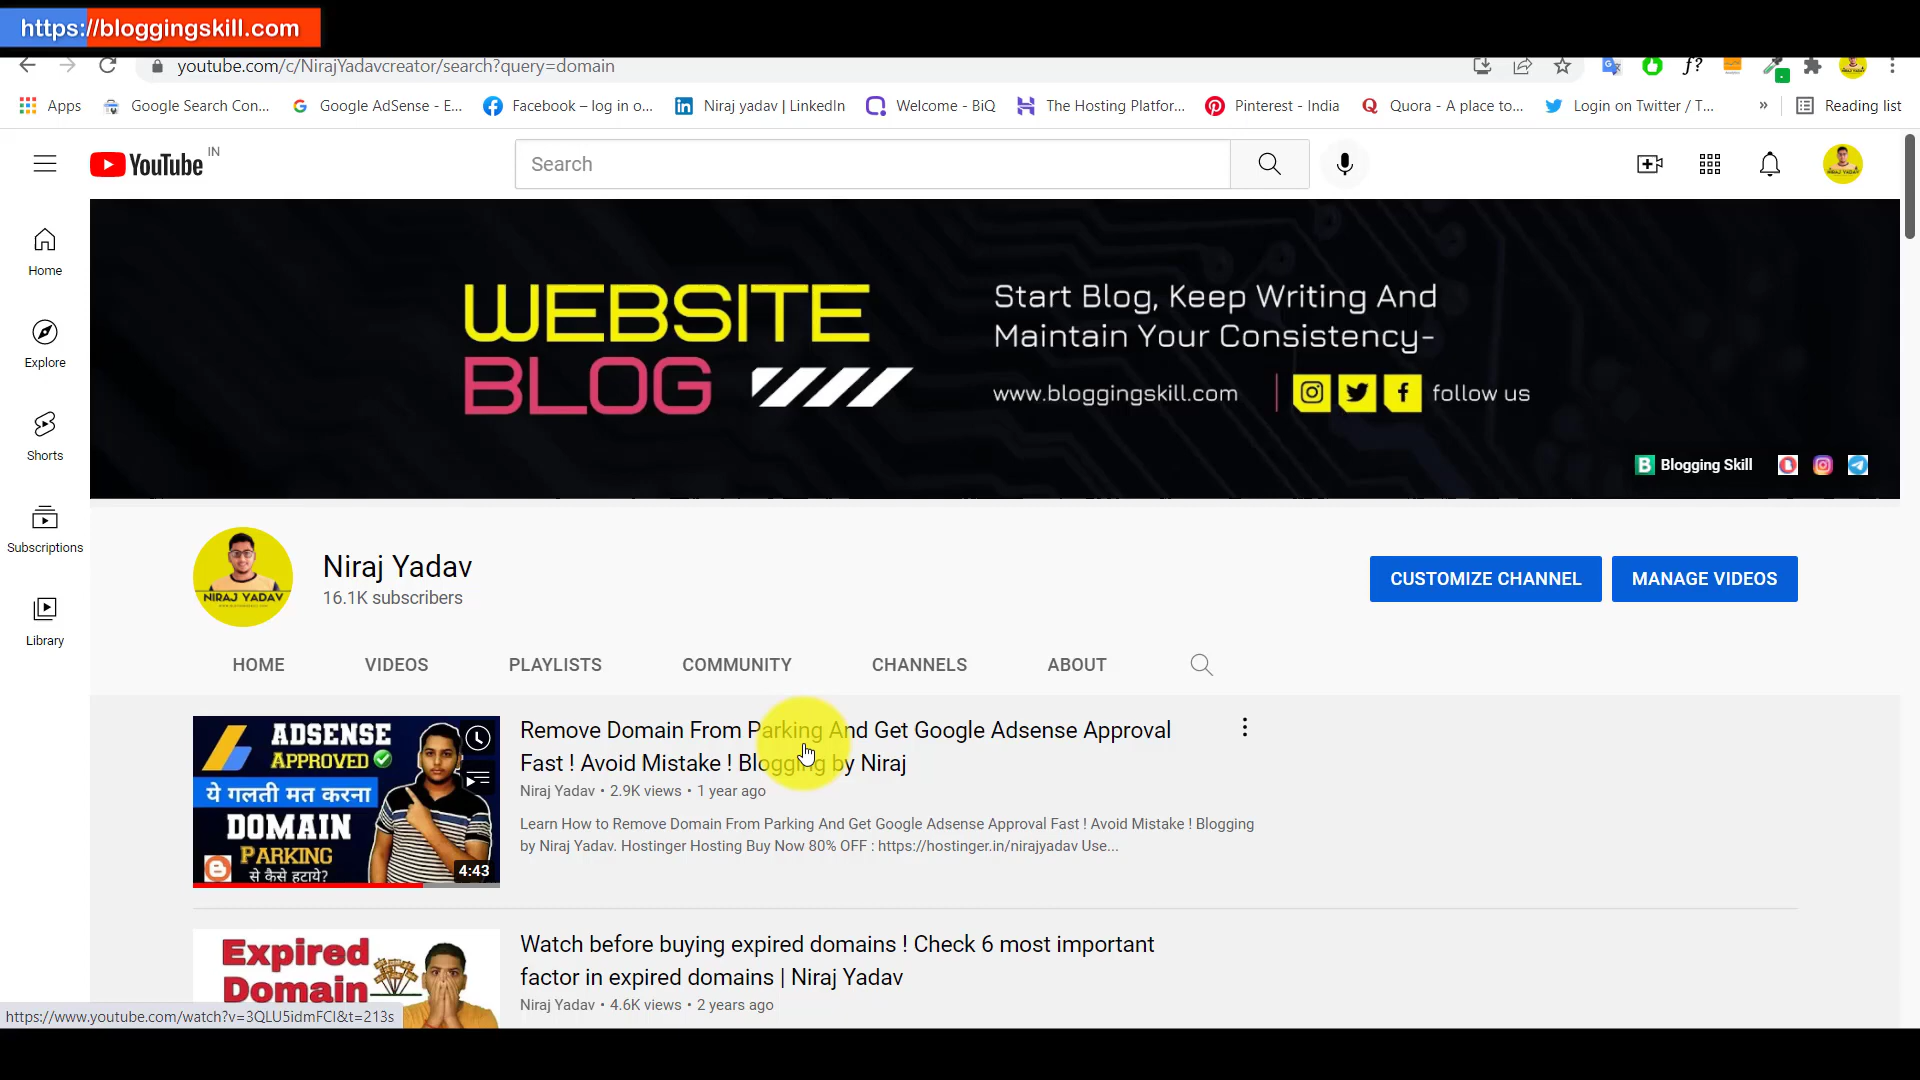 https://bloggingskill.com
youtube.com/c/NirajYadavcreator/search?query=domain
Apps
Google Search Con...
Google AdSense - E...
Facebook – log in o...
Niraj yadav | LinkedIn
Welcome - BiQ
The Hosting Platfor...
Pinterest - India
Quora - A place to...
Login on Twitter / T...
»
Reading list
YouTube IN
Search
Home
Explore
Shorts
Subscriptions
Library
WEBSITE
BLOG
Start Blog, Keep Writing And
Maintain Your Consistency-
www.bloggingskill.com
follow us
B Blogging Skill
NIRAJ YADAV
Niraj Yadav
16.1K subscribers
CUSTOMIZE CHANNEL
MANAGE VIDEOS
HOME
VIDEOS
PLAYLISTS
COMMUNITY
CHANNELS
ABOUT
ADSENSE
APPROVED
ये गलती मत करना
DOMAIN
PARKING
से कैसे हटाये?
4:43
Remove Domain From Parking And Get Google Adsense Approval
Fast ! Avoid Mistake ! Blogging by Niraj
Niraj Yadav • 2.9K views • 1 year ago
Learn How to Remove Domain From Parking And Get Google Adsense Approval Fast ! Avoid Mistake ! Blogging
by Niraj Yadav. Hostinger Hosting Buy Now 80% OFF : https://hostinger.in/nirajyadav Use...
Expired
Domain
Watch before buying expired domains ! Check 6 most important
factor in expired domains | Niraj Yadav
Niraj Yadav • 4.6K views • 2 years ago
https://www.youtube.com/watch?v=3QLU5idmFCI&t=213s